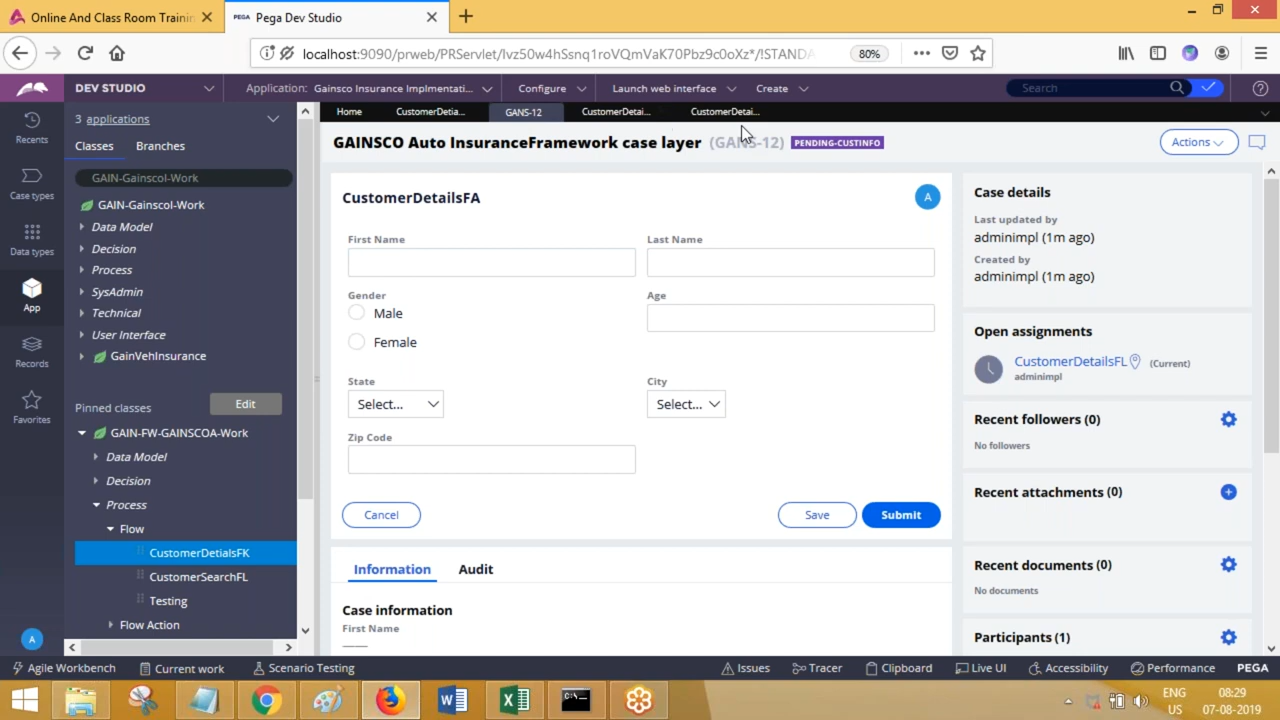 Online And Class Room Trainin
PEGA Pega Dev Studio
localhost:9090/prweb/PRServlet/Ivz50w4hSsnq1roVQmVaK70Pbz9c0oXz*/!STANDA
80%
DEV STUDIO
Application: Gainsco Insurance Implmentati...
Configure
Launch web interface
Create
Search
3 applications
Classes
Branches
GAIN-Gainscol-Work
GAIN-Gainscol-Work
Data Model
Decision
Process
SysAdmin
Technical
User Interface
GainVehInsurance
Pinned classes
Edit
GAIN-FW-GAINSCOA-Work
Data Model
Decision
Process
Flow
CustomerDetialsFK
CustomerSearchFL
Testing
Flow Action
Recents
Case types
Data types
App
Records
Favorites
A
Home
CustomerDetia...
GANS-12
CustomerDetai...
CustomerDetai...
GAINSCO Auto InsuranceFramework case layer (GANS-12) PENDING-CUSTINFO
Actions
CustomerDetailsFA
A
First Name
Last Name
Gender
Male
Female
Age
State
Select...
City
Select...
Zip Code
Cancel
Save
Submit
Information
Audit
Case information
First Name
Case details
Last updated by
adminimpl (1m ago)
Created by
adminimpl (1m ago)
Open assignments
CustomerDetailsFL (Current)
adminimpl
Recent followers (0)
No followers
Recent attachments (0)
Recent documents (0)
No documents
Participants (1)
Agile Workbench
Current work
Scenario Testing
Issues
Tracer
Clipboard
Live UI
Accessibility
Performance
PEGA
ENG
US
08:29
07-08-2019